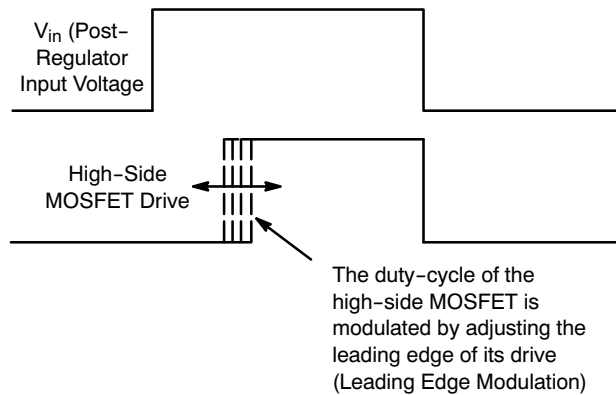 V_in (Post-
Regulator
Input Voltage
High-Side
MOSFET Drive
The duty-cycle of the
high-side MOSFET is
modulated by adjusting the
leading edge of its drive
(Leading Edge Modulation)